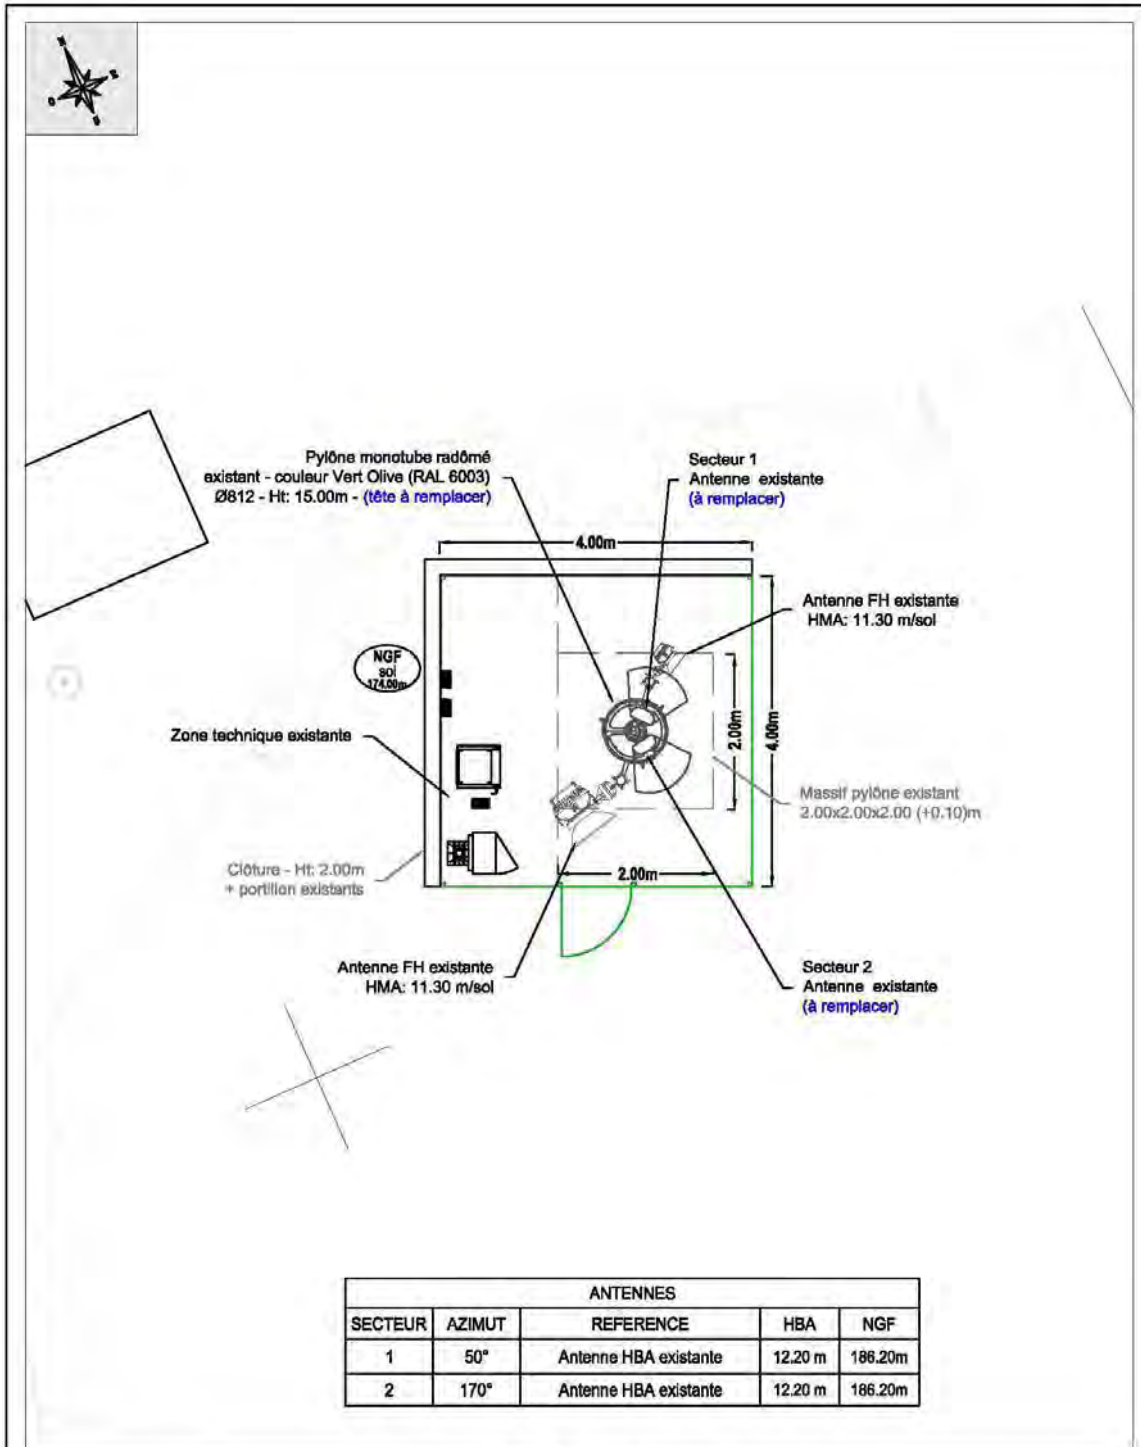 N
E
O
S
Pylône monotube radômé
existant - couleur Vert Olive (RAL 6003)
Ø812 - Ht: 15.00m - (tête à remplacer)
Secteur 1
Antenne existante
(à remplacer)
4.00m
Antenne FH existante
HMA: 11.30 m/sol
NGF
sol
174.00m
2.00m
4.00m
Zone technique existante
Massif pylône existant
2.00x2.00x2.00 (+0.10)m
Clôture - Ht: 2.00m
+ portillon existants
2.00m
Antenne FH existante
HMA: 11.30 m/sol
Secteur 2
Antenne existante
(à remplacer)
ANTENNES
SECTEUR AZIMUT REFERENCE HBA NGF
1 50° Antenne HBA existante 12.20 m 186.20m
2 170° Antenne HBA existante 12.20 m 186.20m